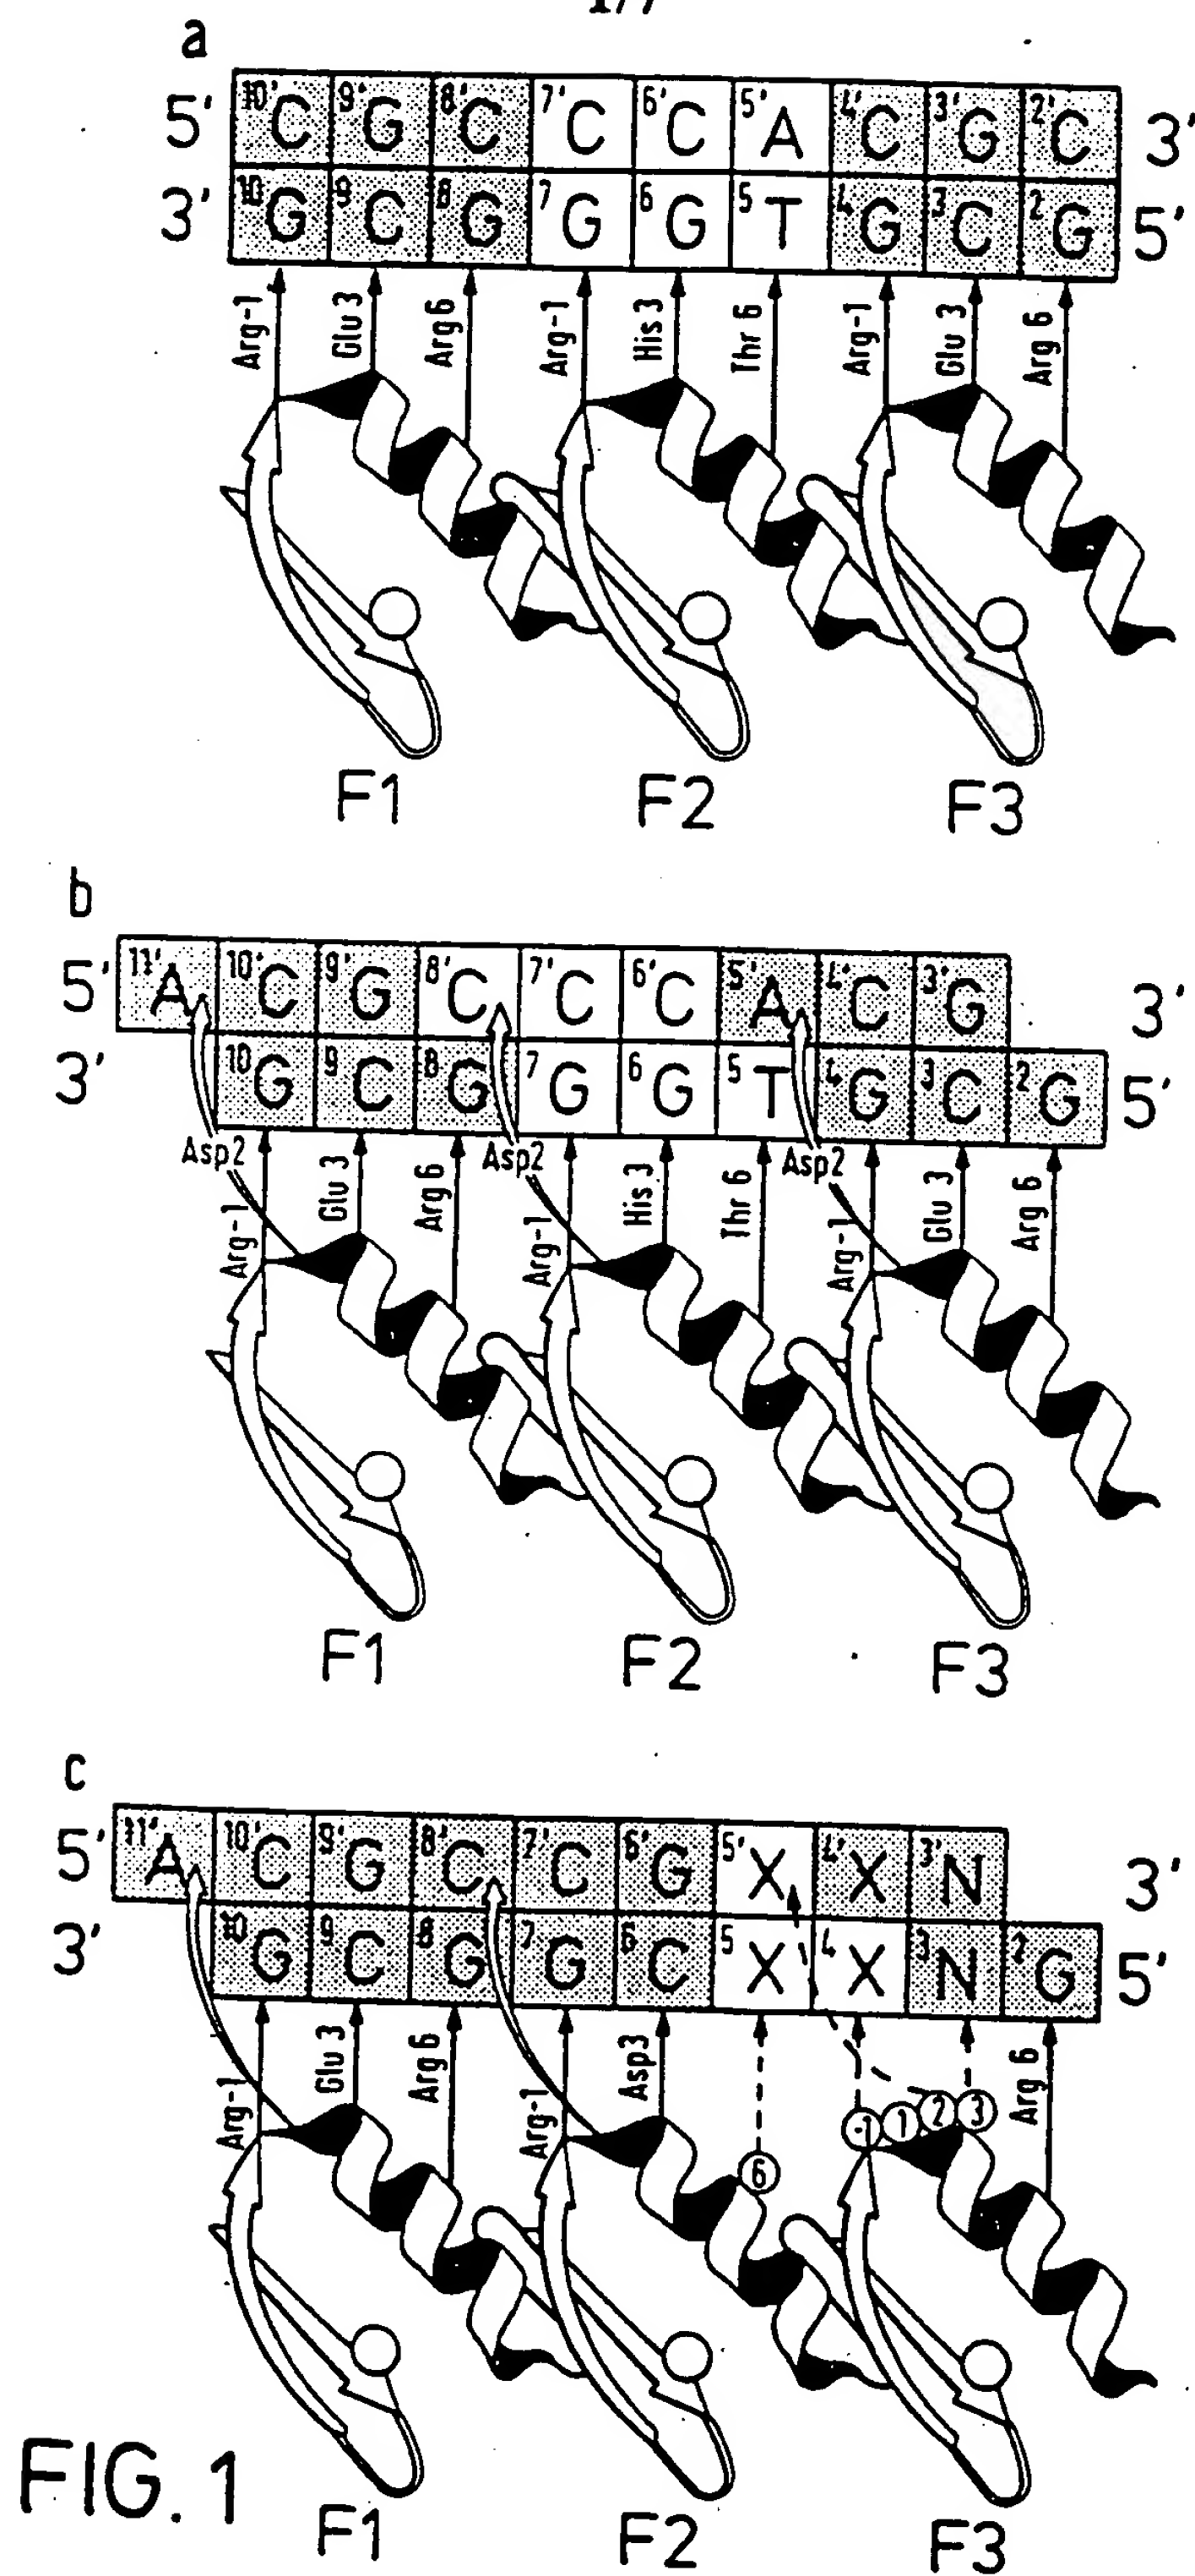 1/7
a
5' 10' C 9' G 8' C 7' C 6' C 5' A 4' C 3' G 2' C 3'
3' 10 G 9 C 8 G 7 G 6 G 5 T 4 G 3 C 2 G 5'
Arg-1 Glu 3 Arg 6 Arg-1 His 3 Thr 6 Arg-1 Glu 3 Arg 6
F1 F2 F3
b
5' 11' A 10' C 9' G 8' C 7' C 6' C 5' A 4' C 3' G 3'
3' 10 G 9 C 8 G 7 G 6 G 5 T 4 G 3 C 2 G 5'
Asp2 Asp2 Asp2
Arg-1 Glu 3 Arg 6 Arg-1 His 3 Thr 6 Arg-1 Glu 3 Arg 6
F1 F2 F3
c
5' 11' A 10' C 9' G 8' C 7' C 6' G 5' X 4' X 3' N 3'
3' 10 G 9 C 8 G 7 G 6 C 5 X 4 X 3 N 2 G 5'
Arg-1 Glu 3 Arg 6 Arg-1 Asp3 6 -1 1 2 3 Arg 6
F1 F2 F3
FIG. 1